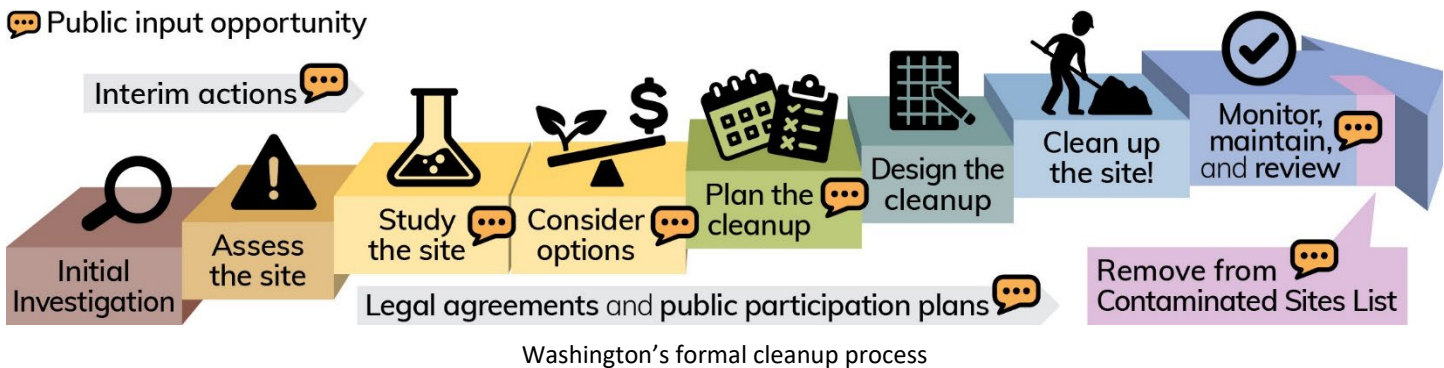 Public input opportunity
Interim actions
Initial
Investigation
Assess
the site
Study
the site
Consider
options
Plan the
cleanup
Design the
cleanup
Clean up
the site!
Monitor,
maintain,
and review
Legal agreements and public participation plans
Remove from
Contaminated Sites List
Washington’s formal cleanup process